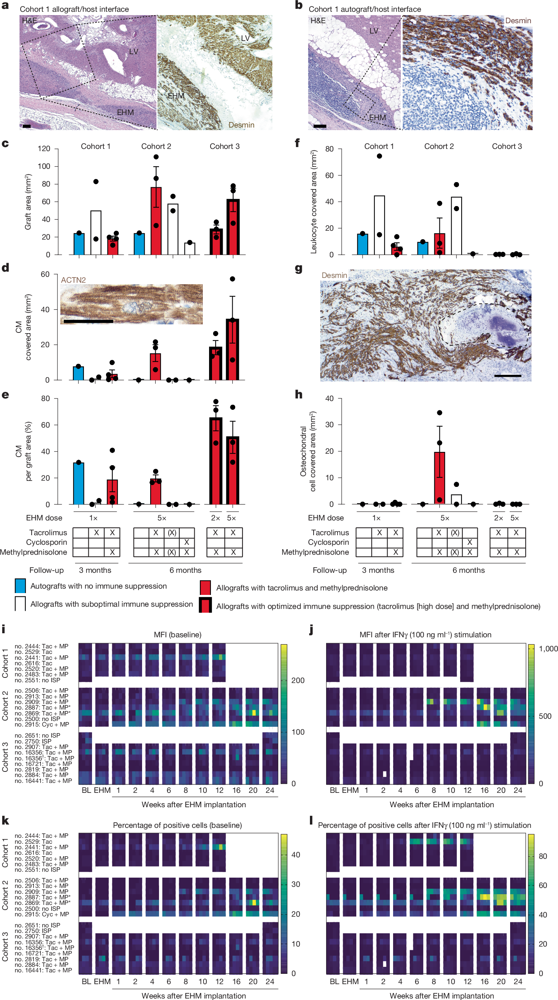 a
Cohort 1 allograft/host interface
H&E
LV
EHM
LV
EHM
Desmin
b
Cohort 1 autograft/host interface
H&E
LV
EHM
Desmin
c
Cohort 1
Cohort 2
Cohort 3
Graft area (mm²)
120
100
80
60
40
20
0
f
Cohort 1
Cohort 2
Cohort 3
Leukocyte covered area (mm²)
80
60
40
20
0
d
ACTN2
CM
covered area (mm²)
60
40
20
0
g
Desmin
e
CM
per graft area (%)
80
60
40
20
0
EHM dose
1×
5×
2×
5×
Tacrolimus
X
X
X
(X)
X
X
Cyclosporin
X
Methylprednisolone
X
X
(X)
X
X
X
Follow-up
3 months
6 months
h
Osteochondral
cell covered area (mm²)
40
30
20
10
0
EHM dose
1×
5×
2×
5×
Tacrolimus
X
X
X
(X)
X
X
Cyclosporin
X
Methylprednisolone
X
X
(X)
X
X
X
Follow-up
3 months
6 months
Autografts with no immune suppression
Allografts with tacrolimus and methylprednisolone
Allografts with suboptimal immune suppression
Allografts with optimized immune suppression (tacrolimus [high dose] and methylprednisolone)
i
MFI (baseline)
Cohort 1
no. 2444: Tac + MP
no. 2529: Tac
no. 2441: Tac + MP
no. 2616: Tac
no. 2520: Tac + MP
no. 2483: Tac + MP
no. 2551: no ISP
Cohort 2
no. 2506: Tac + MP
no. 2913: Tac + MP
no. 2909: Tac + MP
no. 2887: Tac + MP*
no. 2869: Tac + MP*
no. 2500: no ISP
no. 2915: Cyc + MP
Cohort 3
no. 2651: no ISP
no. 2750: ISP
no. 2907: Tac + MP
no. 16356: Tac + MP
no. 16356†: Tac + MP
no. 16721: Tac + MP
no. 2819: Tac + MP
no. 2884: Tac + MP
no. 16441: Tac + MP
200
100
0
BL EHM 1 2 4 6 8 10 12 16 20 24
Weeks after EHM implantation
j
MFI after IFNγ (100 ng ml⁻¹) stimulation
1,000
500
0
BL EHM 1 2 4 6 8 10 12 16 20 24
Weeks after EHM implantation
k
Percentage of positive cells (baseline)
Cohort 1
no. 2444: Tac + MP
no. 2529: Tac
no. 2441: Tac + MP
no. 2616: Tac
no. 2520: Tac + MP
no. 2483: Tac + MP
no. 2551: no ISP
Cohort 2
no. 2506: Tac + MP
no. 2913: Tac + MP
no. 2909: Tac + MP
no. 2887: Tac + MP*
no. 2869: Tac + MP*
no. 2500: no ISP
no. 2915: Cyc + MP
Cohort 3
no. 2651: no ISP
no. 2750: ISP
no. 2907: Tac + MP
no. 16356: Tac + MP
no. 16356†: Tac + MP
no. 16721: Tac + MP
no. 2819: Tac + MP
no. 2884: Tac + MP
no. 16441: Tac + MP
40
30
20
10
0
BL EHM 1 2 4 6 8 10 12 16 20 24
Weeks after EHM implantation
l
Percentage of positive cells after IFNγ (100 ng ml⁻¹) stimulation
80
60
40
20
0
BL EHM 1 2 4 6 8 10 12 16 20 24
Weeks after EHM implantation